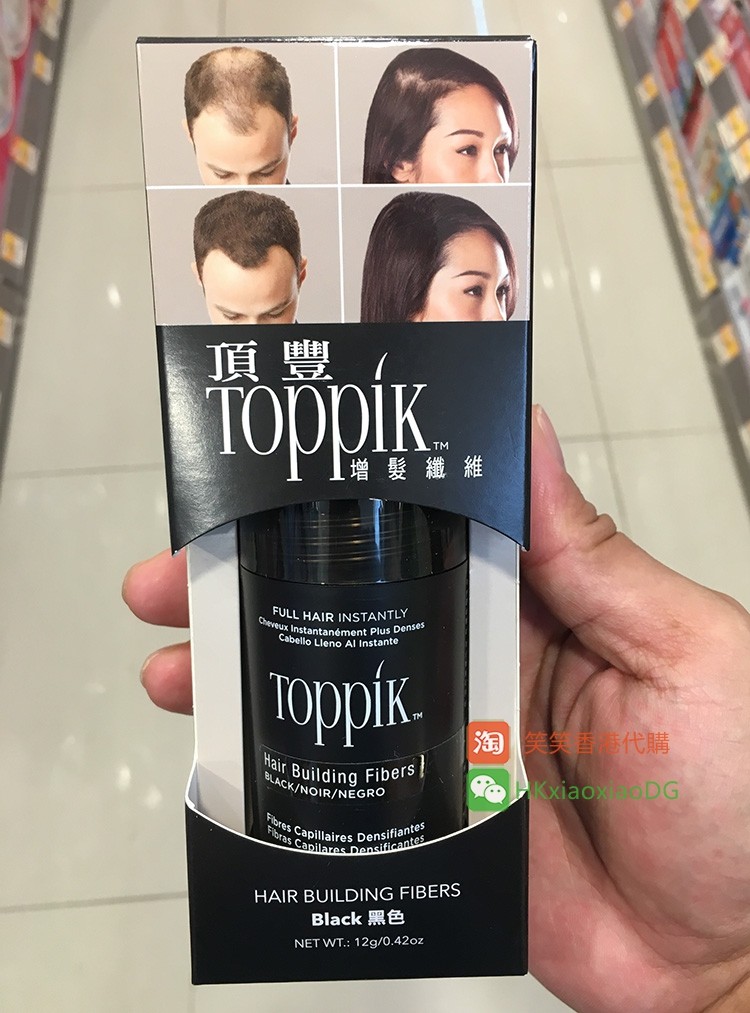 頂豐
TOPPIK™
增髮纖維
FULL HAIR INSTANTLY
Cheveux Instantanément Plus Denses
Cabello Lleno Al Instante
TOPPIK™
Hair Building Fibers
BLACK/NOIR/NEGRO
Fibres Capillaires Densifiantes
Fibras Capilares Densificantes
淘 笑笑香港代購
HKxiaoxiaoDG
HAIR BUILDING FIBERS
Black 黑色
NET WT.: 12g/0.42oz